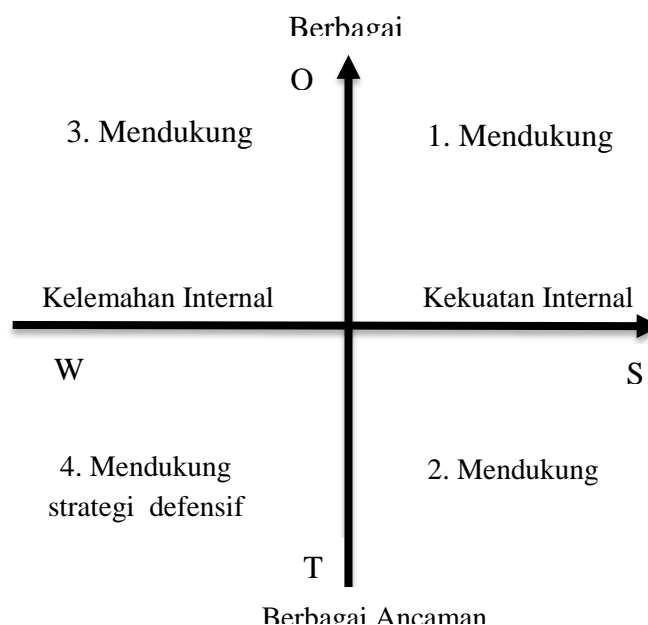 Berbagai
O
3. Mendukung
1. Mendukung
Kelemahan Internal
Kekuatan Internal
W
S
4. Mendukung
strategi defensif
2. Mendukung
T
Berbagai Ancaman